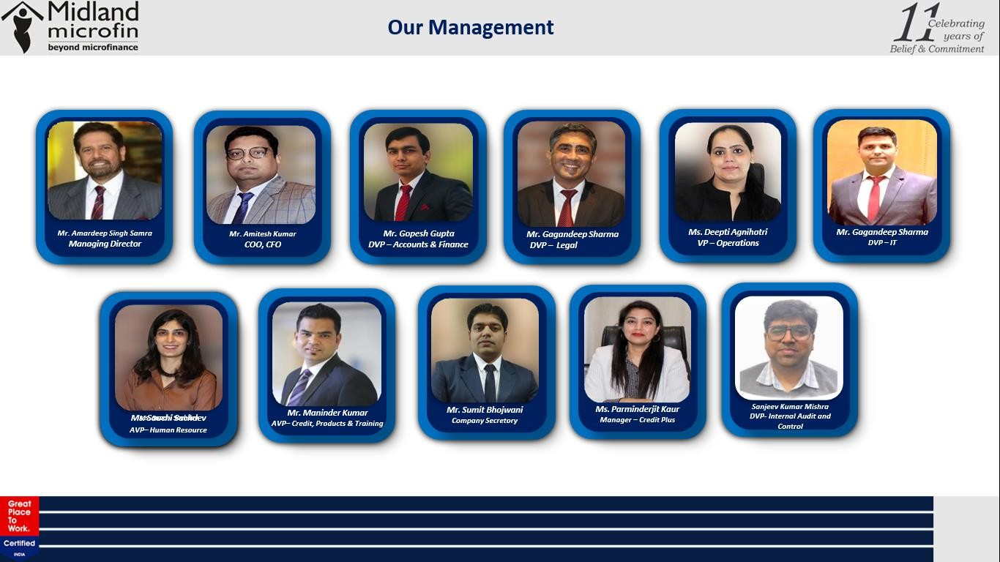 Midland
microfin
beyond microfinance
Our Management
11 Celebrating
years of
Belief & Commitment
Mr. Amardeep Singh Samra
Managing Director
Mr. Amitesh Kumar
COO, CFO
Mr. Gopesh Gupta
DVP – Accounts & Finance
Mr. Gagandeep Sharma
DVP – Legal
Ms. Deepti Agnihotri
VP – Operations
Mr. Gagandeep Sharma
DVP – IT
AVP– Human Resource
Mr. Maninder Kumar
AVP– Credit, Products & Training
Mr. Sumit Bhojwani
Company Secretory
Ms. Parminderjit Kaur
Manager – Credit Plus
Sanjeev Kumar Mishra
DVP- Internal Audit and
Control
Great
Place
To
Work.
Certified
INDIA